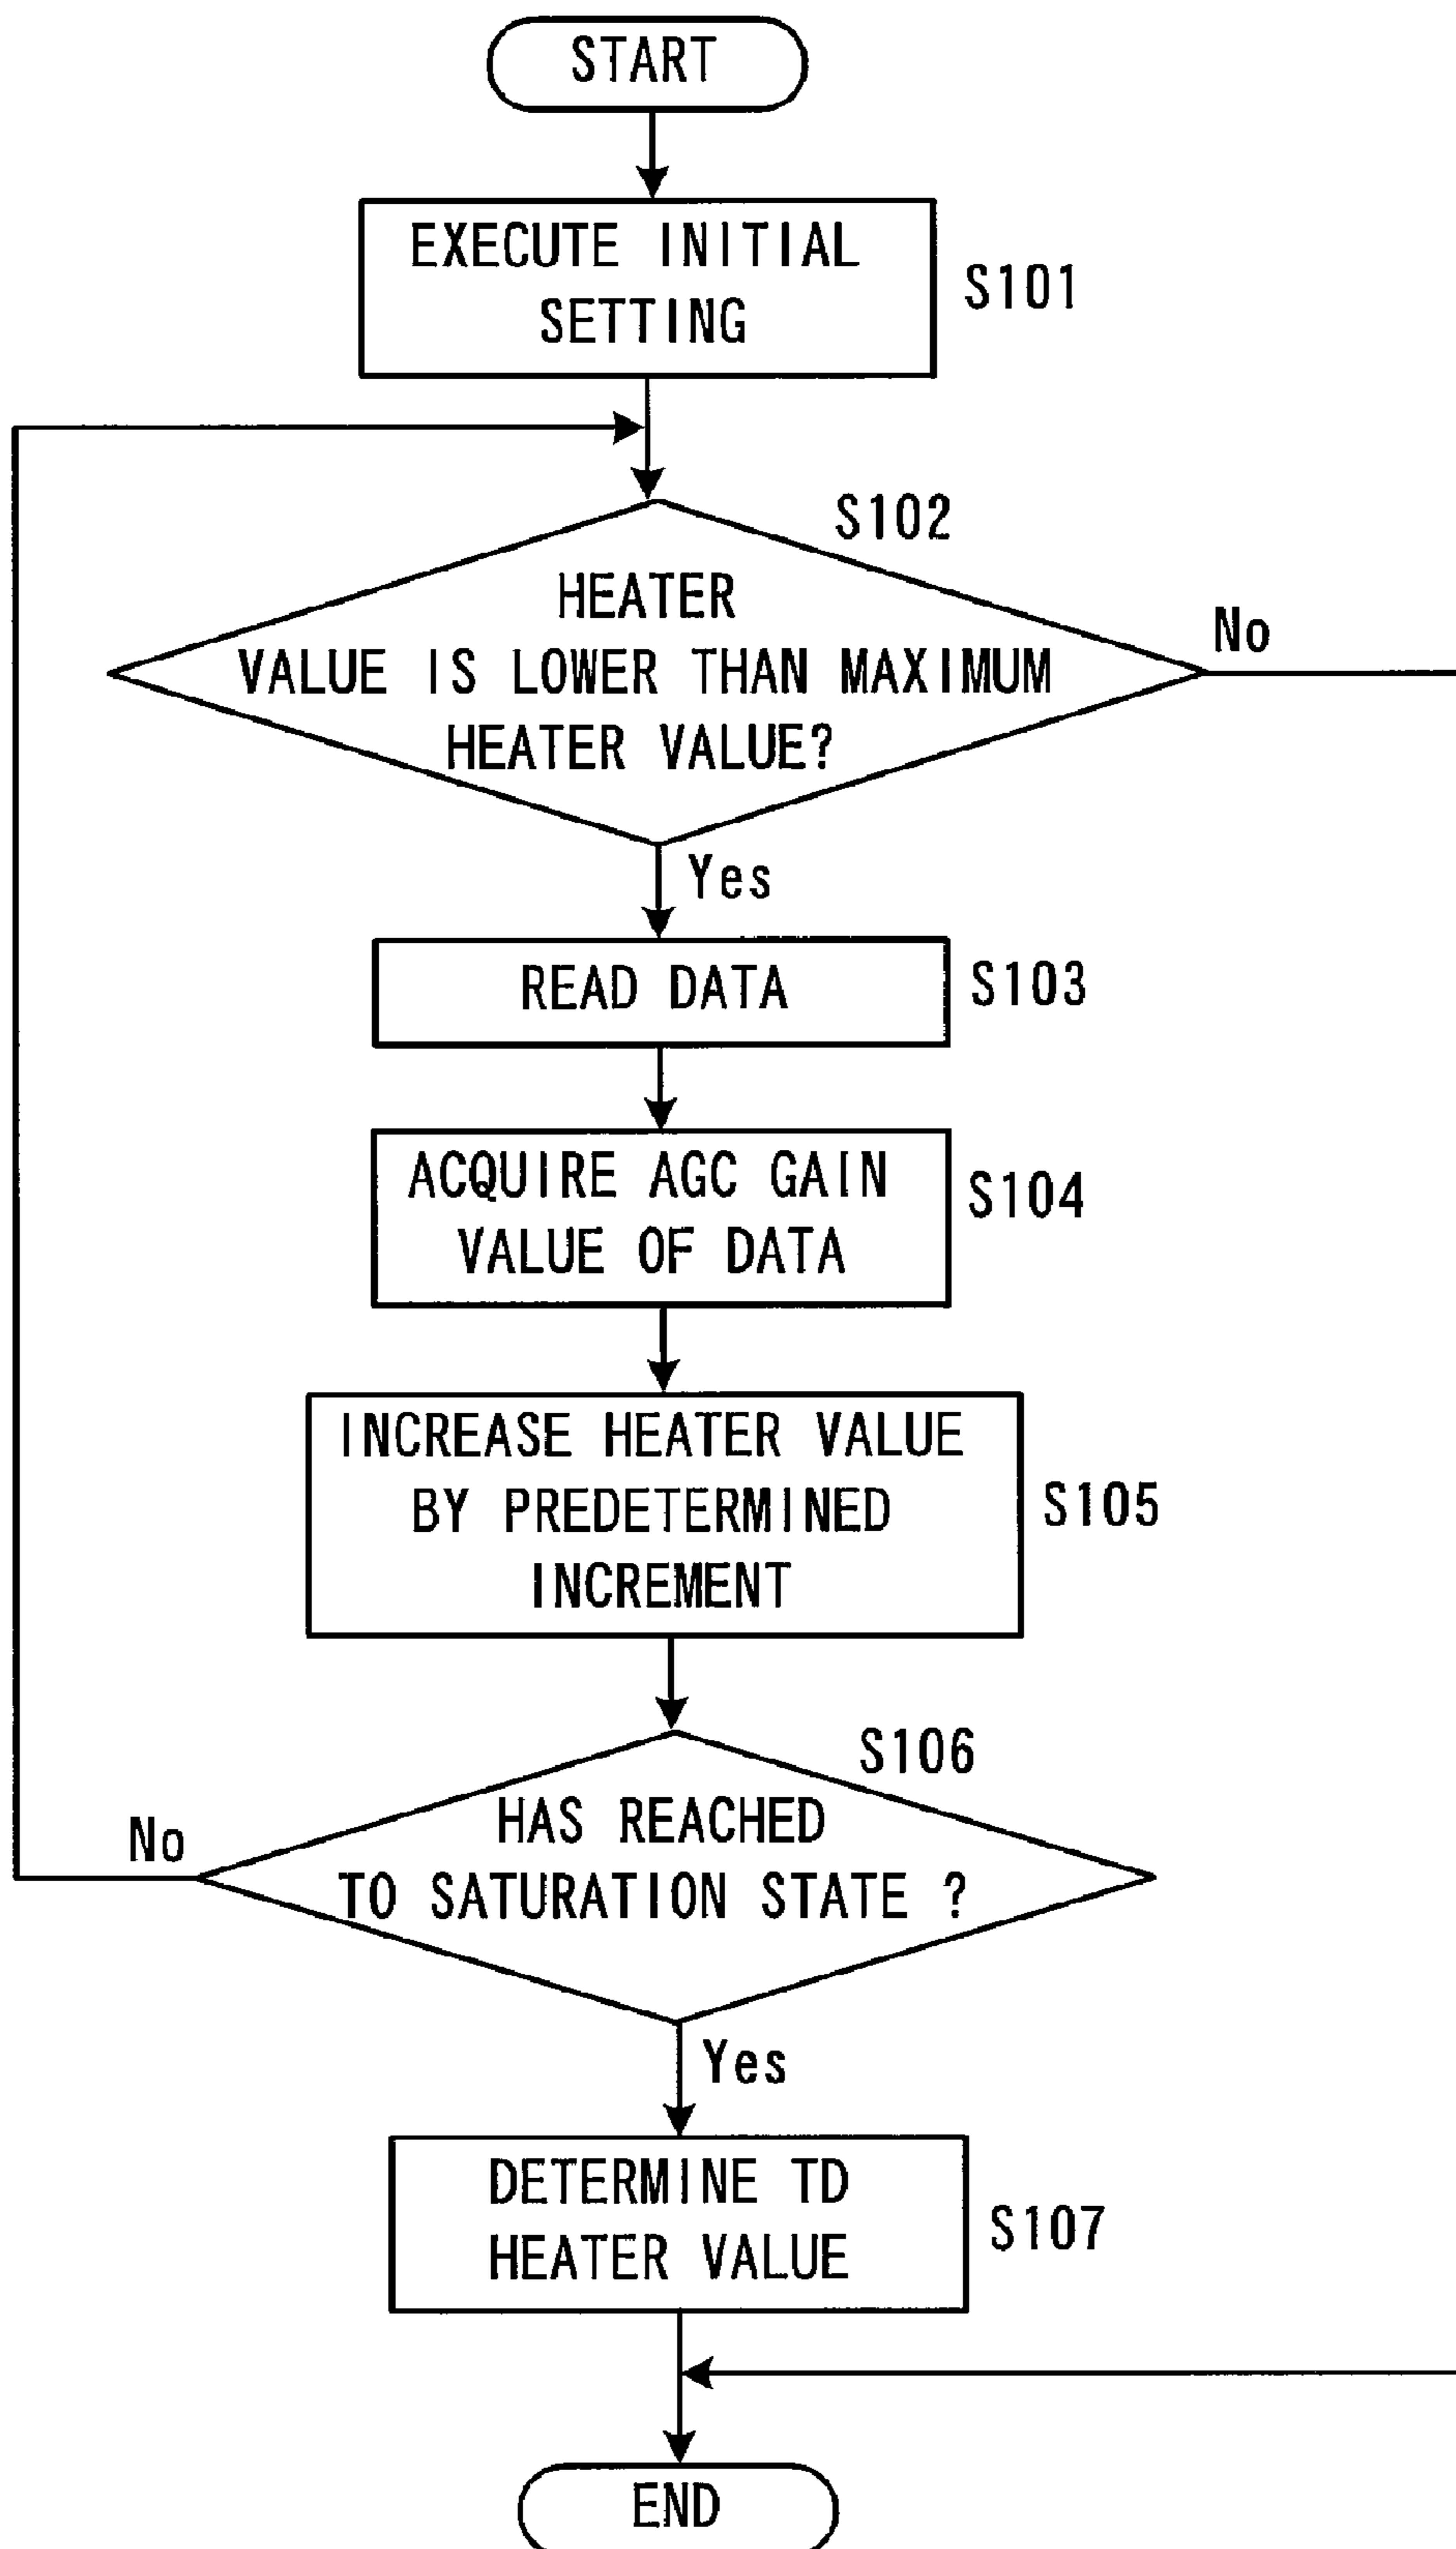 START
EXECUTE INITIAL
SETTING
S101
S102
HEATER
VALUE IS LOWER THAN MAXIMUM
HEATER VALUE?
No
Yes
READ DATA
S103
ACQUIRE AGC GAIN
VALUE OF DATA
S104
INCREASE HEATER VALUE
BY PREDETERMINED
INCREMENT
S105
S106
HAS REACHED
TO SATURATION STATE ?
No
Yes
DETERMINE TD
HEATER VALUE
S107
END